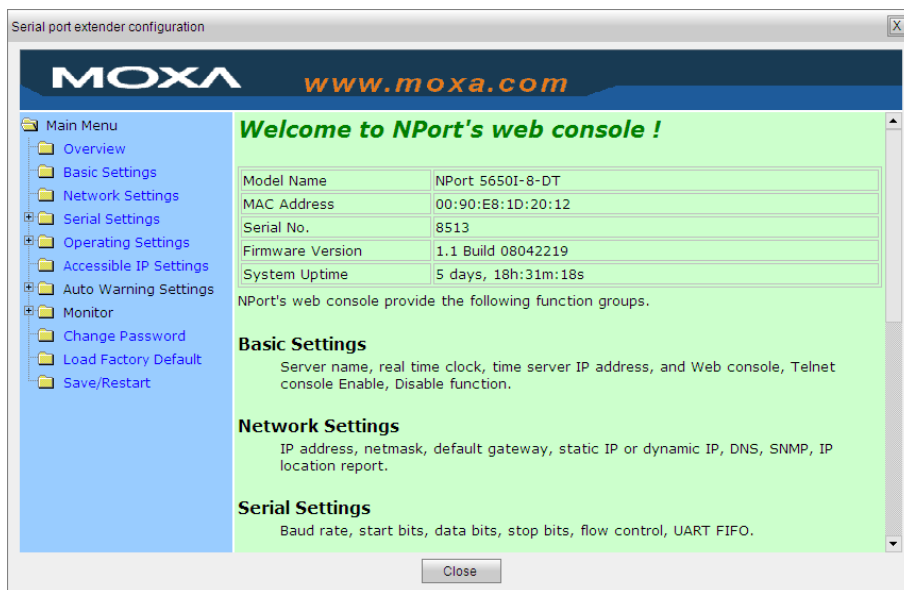 Serial port extender configuration
X
MOXA www.moxa.com
Main Menu
Overview
Basic Settings
Network Settings
Serial Settings
Operating Settings
Accessible IP Settings
Auto Warning Settings
Monitor
Change Password
Load Factory Default
Save/Restart
Welcome to NPort's web console !
Model Name NPort 5650I-8-DT
MAC Address 00:90:E8:1D:20:12
Serial No. 8513
Firmware Version 1.1 Build 08042219
System Uptime 5 days, 18h:31m:18s
NPort's web console provide the following function groups.
Basic Settings
Server name, real time clock, time server IP address, and Web console, Telnet
console Enable, Disable function.
Network Settings
IP address, netmask, default gateway, static IP or dynamic IP, DNS, SNMP, IP
location report.
Serial Settings
Baud rate, start bits, data bits, stop bits, flow control, UART FIFO.
Close